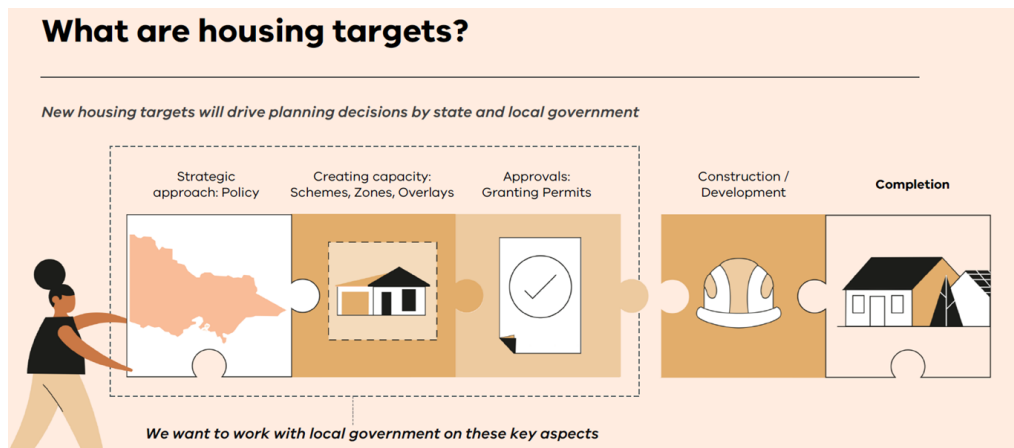 What are housing targets?
New housing targets will drive planning decisions by state and local government
Strategic
approach: Policy
Creating capacity:
Schemes, Zones, Overlays
Approvals:
Granting Permits
Construction /
Development
Completion
We want to work with local government on these key aspects